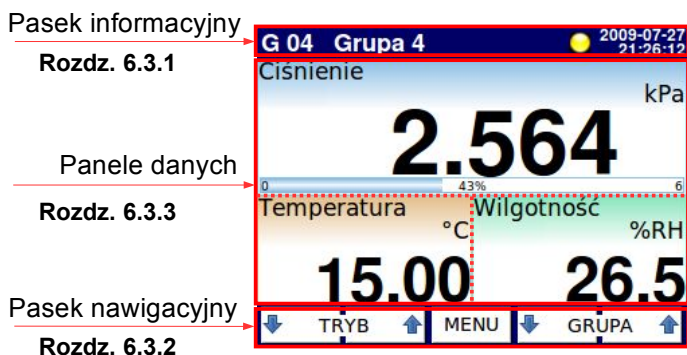 Pasek informacyjny
Rozdz. 6.3.1
Panele danych
Rozdz. 6.3.3
Pasek nawigacyjny
Rozdz. 6.3.2
G 04 Grupa 4
2009-07-27
21:26:12
Ciśnienie
kPa
2.564
0 43% 6
Temperatura
°C
15.00
Wilgotność
%RH
26.5
TRYB MENU GRUPA